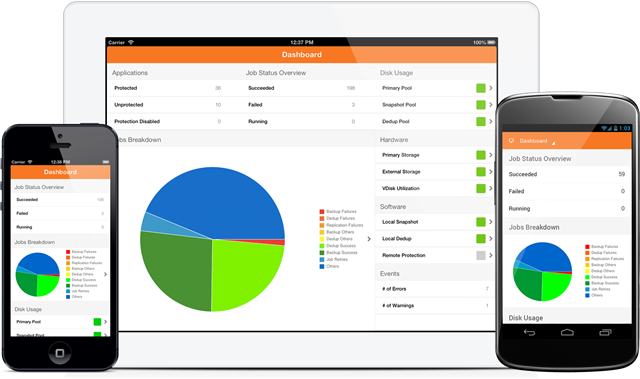 Carrier 12:37 PM 100%
Dashboard
Applications
Protected 36
Unprotected 10
Protection Disabled 0
Job Status Overview
Succeeded 198
Failed 3
Running 0
Jobs Breakdown
Backup Failures
Dedup Failures
Replication Failures
Backup Others
Dedup Others
Dedup Success
Backup Success
Job Retries
Others
Disk Usage
Primary Pool
Snapshot Pool
Dedup Pool
Hardware
Primary Storage
External Storage
VDisk Utilization
Software
Local Snapshot
Local Dedup
Remote Protection
Events
# of Errors 7
# of Warnings 1
Carrier 12:38 PM
Dashboard
Job Status Overview
Succeeded
Failed 0
Running 0
Jobs Breakdown
Backup Failures
Dedup Failures
Replication Failures
Backup Others
Dedup Others
Dedup Success
Backup Success
Job Retries
Others
Disk Usage
Primary Pool
Snapshot Pool
1:03
Dashboard
Job Status Overview
Succeeded 59
Failed 0
Running 0
Jobs Breakdown
Backup Failures
Dedup Failures
Replication Failures
Backup Others
Dedup Others
Dedup Success
Backup Success
Job Retries
Others
Disk Usage